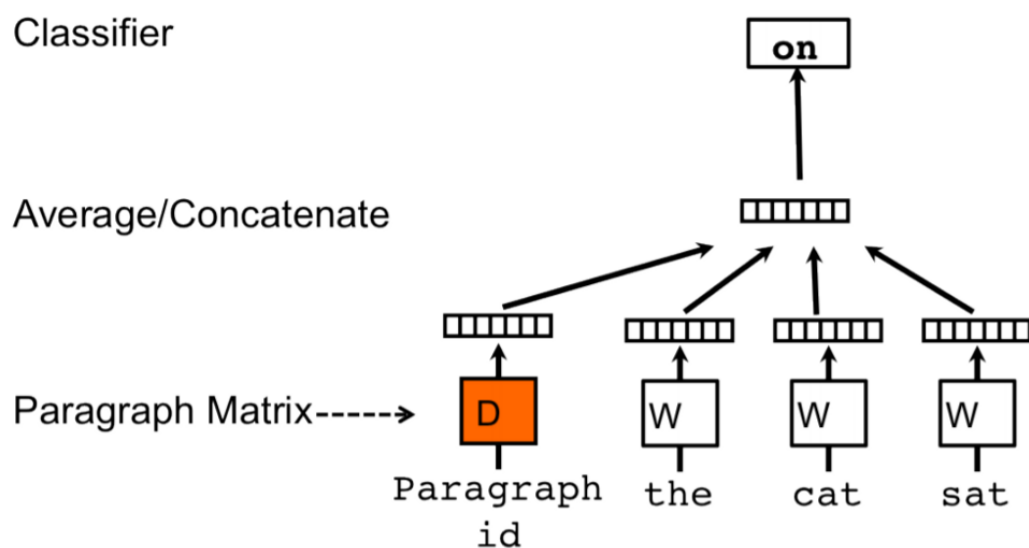 Classifier
on
Average/Concatenate
Paragraph Matrix
D
W
W
W
Paragraph
id
the
cat
sat